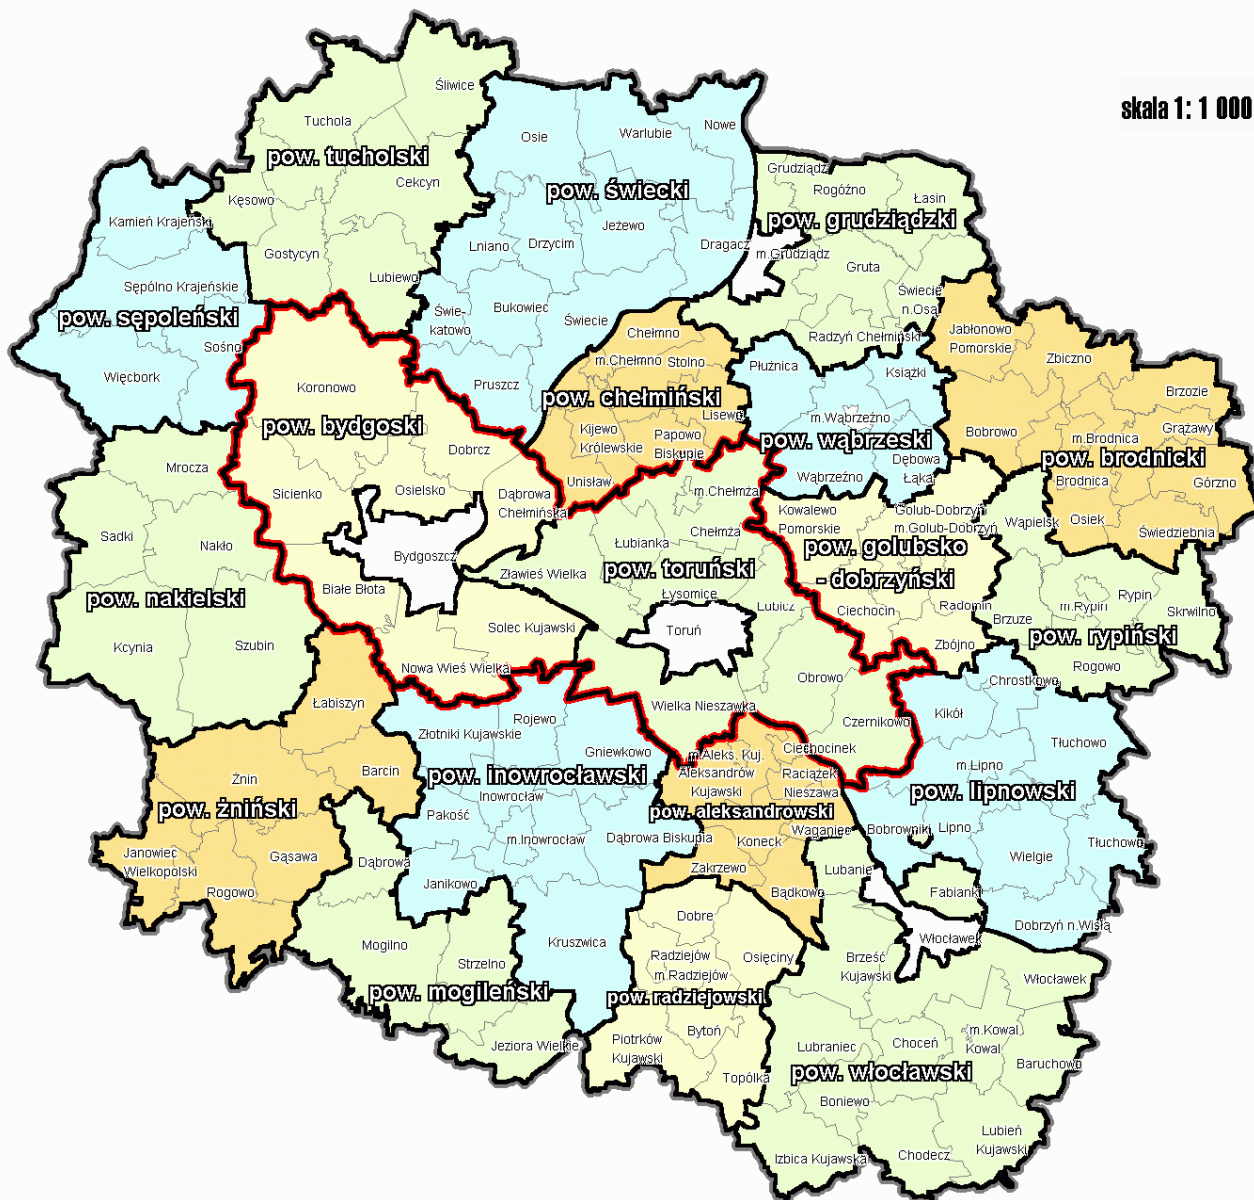 skala 1: 1 000
Śliwice
Tuchola
pow. tucholski
Cekcyn
Kęsowo
Gostycyn
Lubiewo
Osie
Warlubie
Nowe
pow. świecki
Jeżewo
Lniano
Drzycim
Dragacz
Świe-
katowo
Bukowiec
Świecie
Pruszcz
Grudziądz
Rogóźno
Łasin
pow. grudziądzki
m.Grudziądz
Gruta
Świecie
n.Osą
Radzyń Chełmiński
Kamień Krajeński
Sępólno Krajeńskie
pow. sępoleński
Sośno
Więcbork
Chełmno
m.Chełmno
Stolno
pow. chełmiński
Lisewo
Kijewo
Królewskie
Papowo
Biskupie
Unisław
Płużnica
Książki
m.Wąbrzeźno
pow. wąbrzeski
Dębowa
Łąka
Wąbrzeźno
Jabłonowo
Pomorskie
Zbiczno
Brzozie
Grążawy
m.Brodnica
Bobrowo
pow. brodnicki
Brodnica
Górzno
Osiek
Świedziebnia
Koronowo
pow. bydgoski
Dobrcz
Sicienko
Osielsko
Dąbrowa
Chełmińska
Bydgoszcz
Białe Błota
Solec Kujawski
Nowa Wieś Wielka
Mrocza
Sadki
Nakło
pow. nakielski
Kcynia
Szubin
m.Chełmża
Chełmża
Łubianka
Zławieś Wielka
pow. toruński
Łysomice
Lubicz
Toruń
Obrowo
Wielka Nieszawka
Czernikowo
Kowalewo
Pomorskie
Golub-Dobrzyń
m.Golub-Dobrzyń
pow. golubsko
- dobrzyński
Ciechocin
Radomin
Zbójno
Wąpielsk
Rypin
m.Rypin
Skrwilno
Brzuze
pow. rypiński
Rogowo
Chrostkowo
Kikół
Tłuchowo
m.Lipno
pow. lipnowski
Bobrowniki
Lipno
Wielgie
Tłuchowo
Fabianki
Dobrzyń n.Wisłą
Łabiszyn
Żnin
Barcin
pow. żniński
Janowiec
Wielkopolski
Gąsawa
Rogowo
Rojewo
Złotniki Kujawskie
Gniewkowo
pow. inowrocławski
Inowrocław
Pakość
m.Inowrocław
Dąbrowa Biskupia
Janikowo
Kruszwica
Ciechocinek
m.Aleks. Kuj.
Aleksandrów
Kujawski
Raciążek
Nieszawa
pow. aleksandrowski
Waganiec
Koneck
Zakrzewo
Bądkowo
Dąbrowa
Mogilno
Strzelno
pow. mogileński
Jeziora Wielkie
Dobre
Radziejów
m.Radziejów
Osięciny
pow. radziejowski
Piotrków
Kujawski
Bytoń
Topólka
Lubanie
Włocławek
Brześć
Kujawski
Włocławek
m.Kowal
Kowal
Choceń
Lubraniec
Baruchowo
pow. włocławski
Boniewo
Lubień
Kujawski
Chodecz
Izbica Kujawska